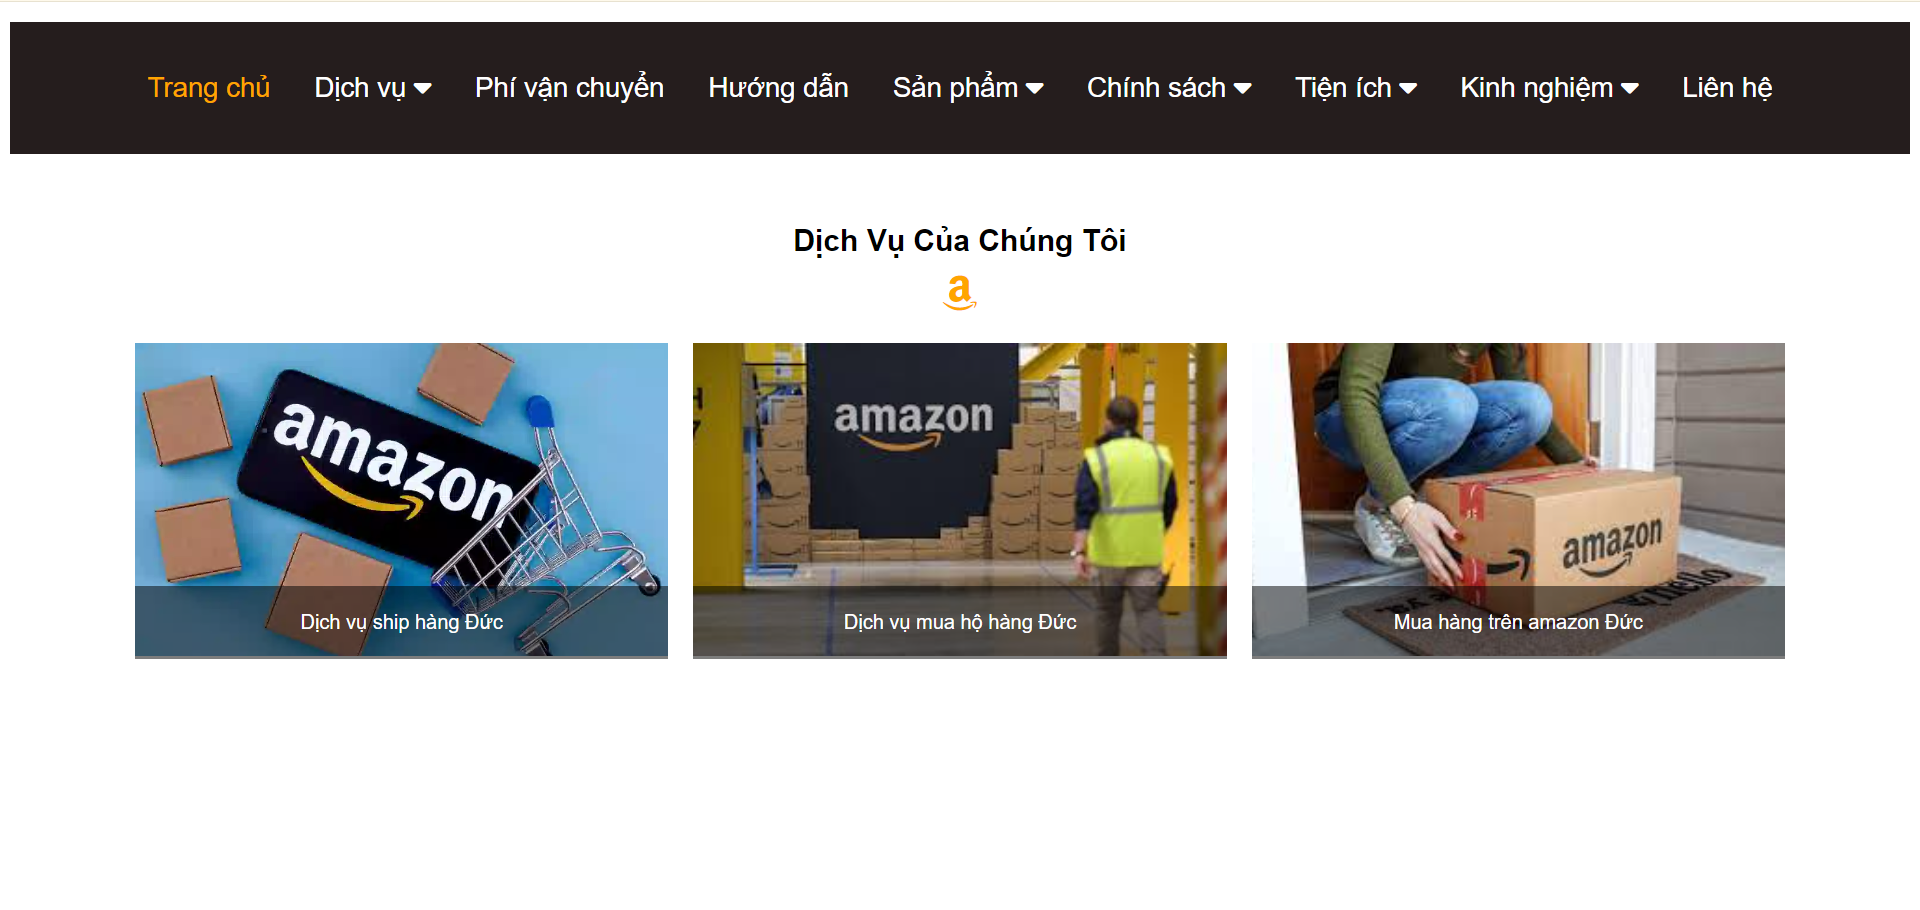 Trang chủ Dịch vụ Phí vận chuyển Hướng dẫn Sản phẩm Chính sách Tiện ích Kinh nghiệm Liên hệ
Dịch Vụ Của Chúng Tôi
a
amazon
amazon
amazon
Dịch vụ ship hàng Đức
Dịch vụ mua hộ hàng Đức
Mua hàng trên amazon Đức